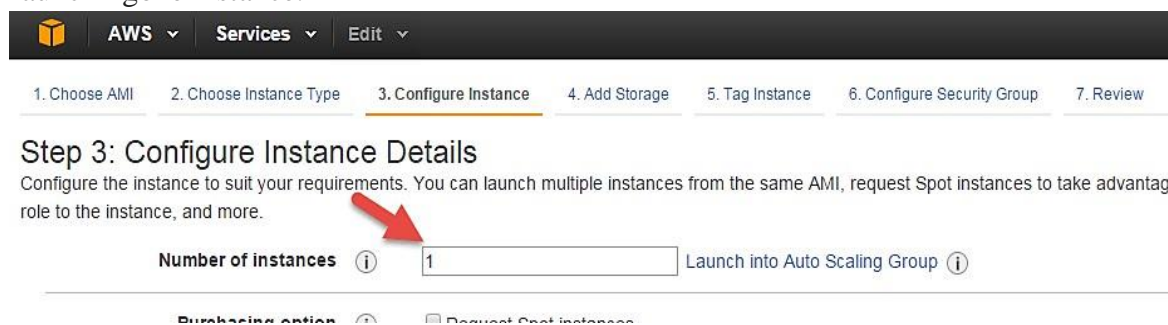 AWS Services Edit
1. Choose AMI 2. Choose Instance Type 3. Configure Instance 4. Add Storage 5. Tag Instance 6. Configure Security Group 7. Review
Step 3: Configure Instance Details
Configure the instance to suit your requirements. You can launch multiple instances from the same AMI, request Spot instances to take advantag
role to the instance, and more.
Number of instances 1 Launch into Auto Scaling Group
Purchasing option Request Spot instances